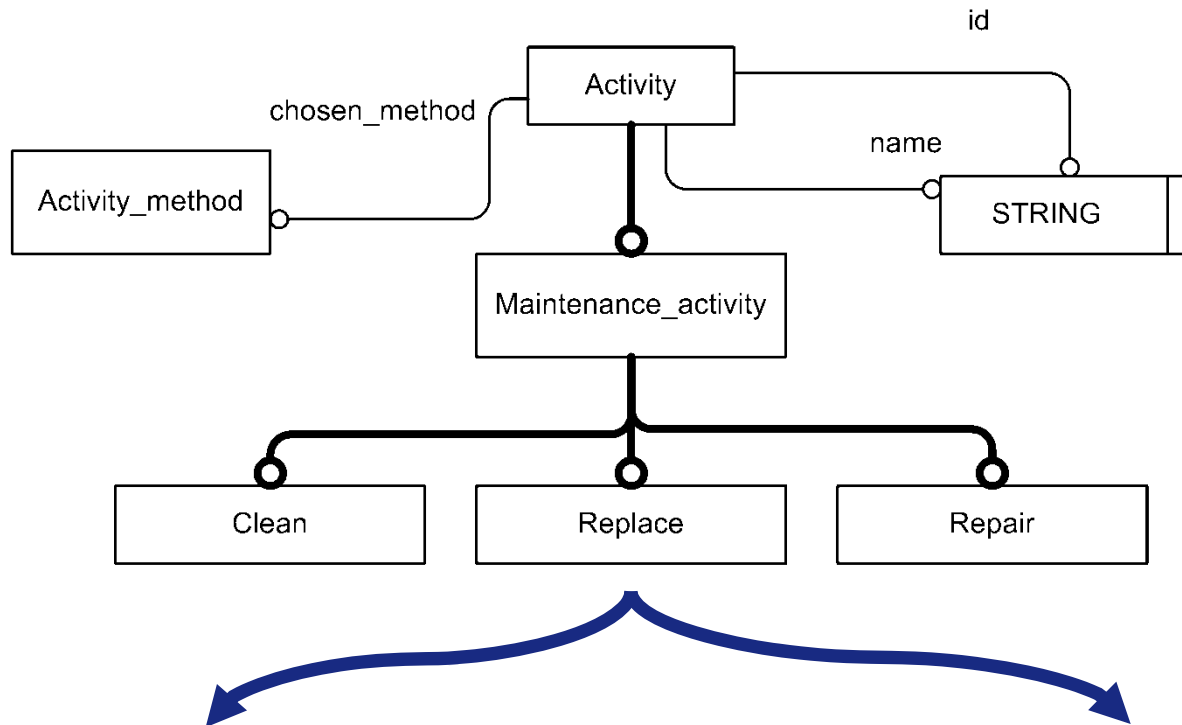 id
Activity
chosen_method
name
Activity_method
STRING
Maintenance_activity
Clean
Replace
Repair